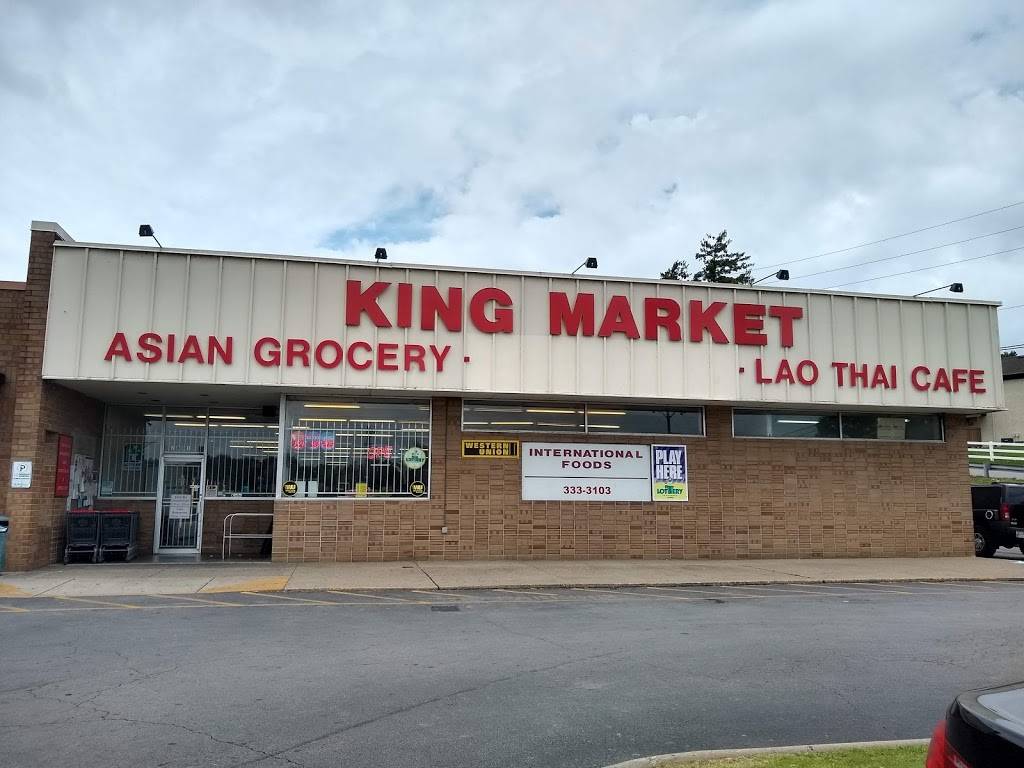 KING MARKET
ASIAN GROCERY ·
· LAO THAI CAFE
WESTERN UNION
INTERNATIONAL
FOODS
333-3103
PLAY
HERE
LOTTERY
P